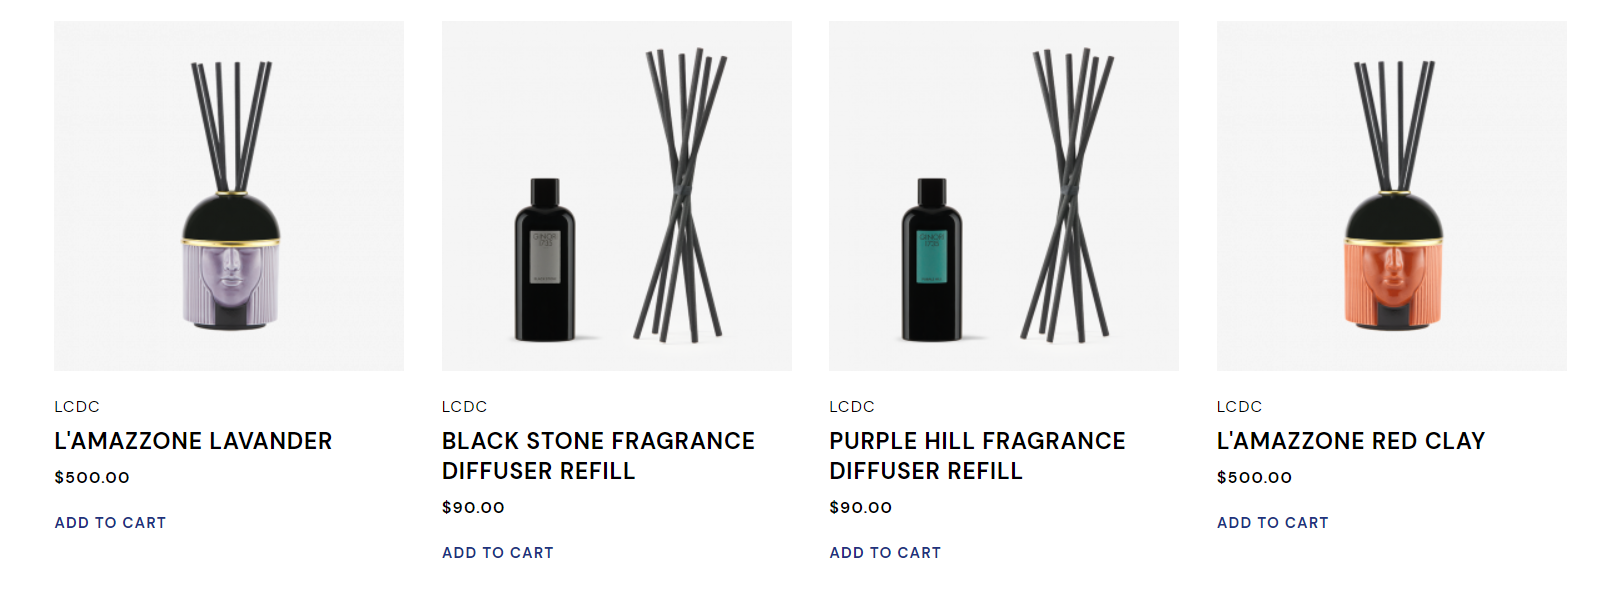 GINORI
1735
GINORI
1735
LCDC
L'AMAZZONE LAVANDER
$500.00
ADD TO CART
LCDC
BLACK STONE FRAGRANCE
DIFFUSER REFILL
$90.00
ADD TO CART
LCDC
PURPLE HILL FRAGRANCE
DIFFUSER REFILL
$90.00
ADD TO CART
LCDC
L'AMAZZONE RED CLAY
$500.00
ADD TO CART